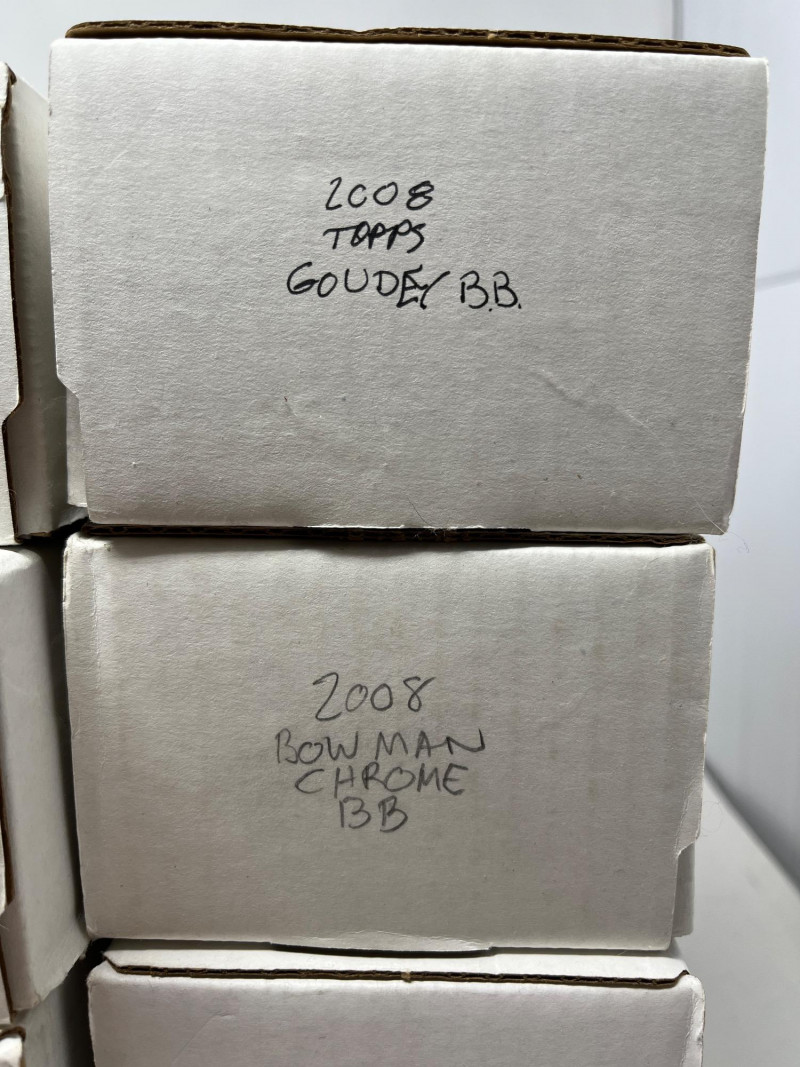 2008
TOPPS
GOUDEY B.B.
2008
BOWMAN
CHROME
BB